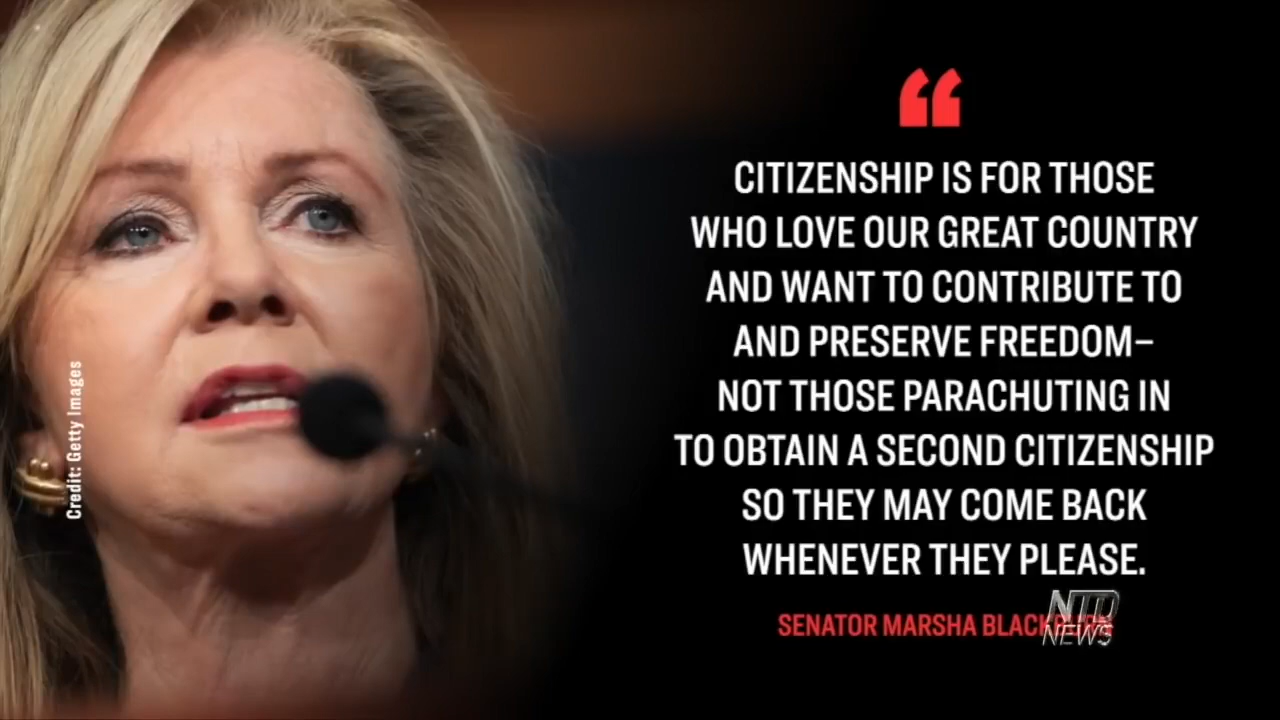 CITIZENSHIP IS FOR THOSE
WHO LOVE OUR GREAT COUNTRY
AND WANT TO CONTRIBUTE TO
AND PRESERVE FREEDOM–
NOT THOSE PARACHUTING IN
TO OBTAIN A SECOND CITIZENSHIP
SO THEY MAY COME BACK
WHENEVER THEY PLEASE.
SENATOR MARSHA
NTD
NEWS
Credit: Getty Images